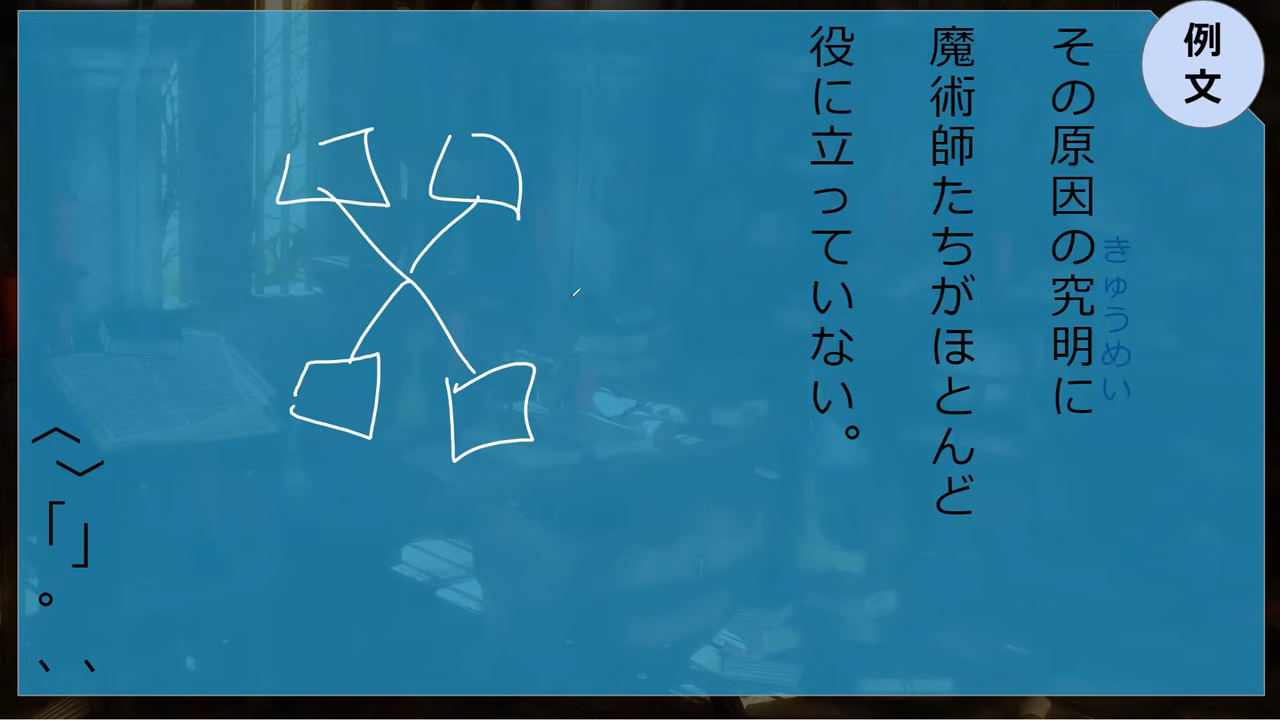 例文
その原因の究明に
きゅうめい
魔術師たちがほとんど
役に立っていない。
〈〉「」。、、